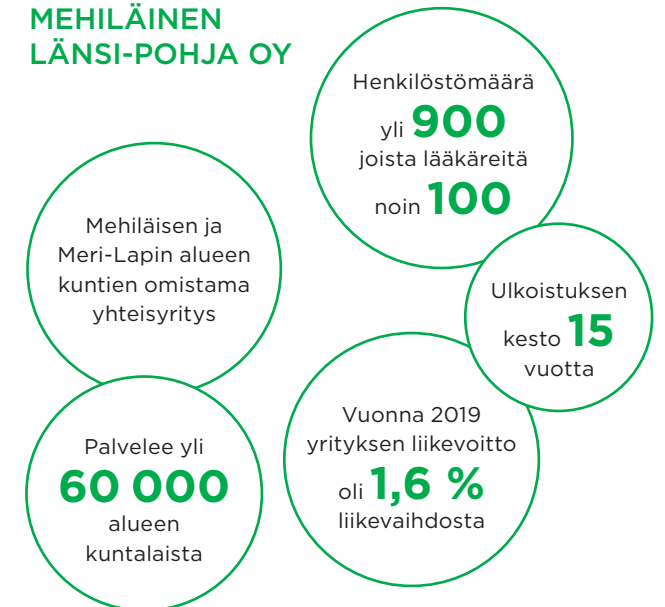 MEHILÄINEN
LÄNSI-POHJA OY
Henkilöstömäärä
yli 900
joista lääkäreitä
noin 100
Mehiläisen ja
Meri-Lapin alueen
kuntien omistama
yhteisyritys
Ulkoistuksen
kesto 15
vuotta
Vuonna 2019
yrityksen liikevoitto
oli 1,6 %
liikevaihdosta
Palvelee yli
60 000
alueen
kuntalaista